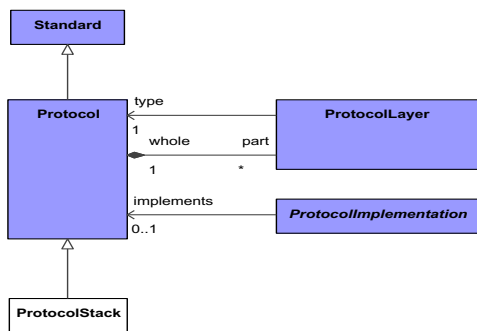 Standard
type
Protocol
ProtocolLayer
1
whole
part
1
*
implements
ProtocolImplementation
0..1
ProtocolStack